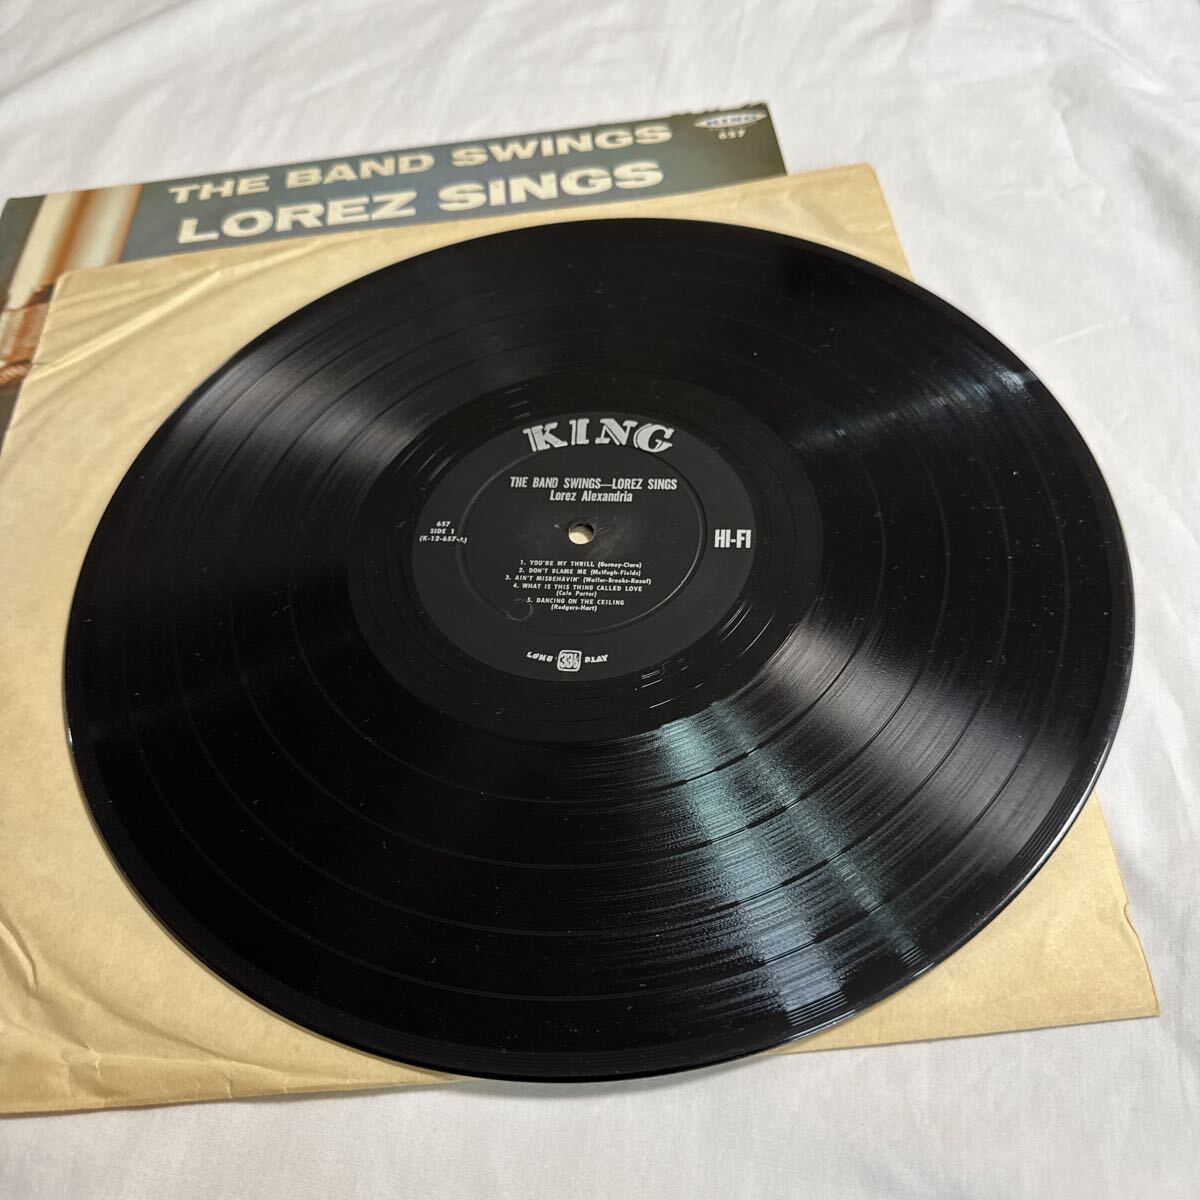 THE BAND SWINGS
LOREZ SINGS
KING
657
KING
THE BAND SWINGS—LOREZ SINGS
Lorez Alexandria
657
SIDE 1
(K-12-657-A)
HI-FI
1. YOU'RE MY THRILL (Gorney-Clare)
2. DON'T BLAME ME (McHugh-Fields)
3. AIN'T MISBEHAVIN' (Waller-Brooks-Razaf)
4. WHAT IS THIS THING CALLED LOVE
(Cole Porter)
5. DANCING ON THE CEILING
(Rodgers-Hart)
LONG 33⅓ PLAY